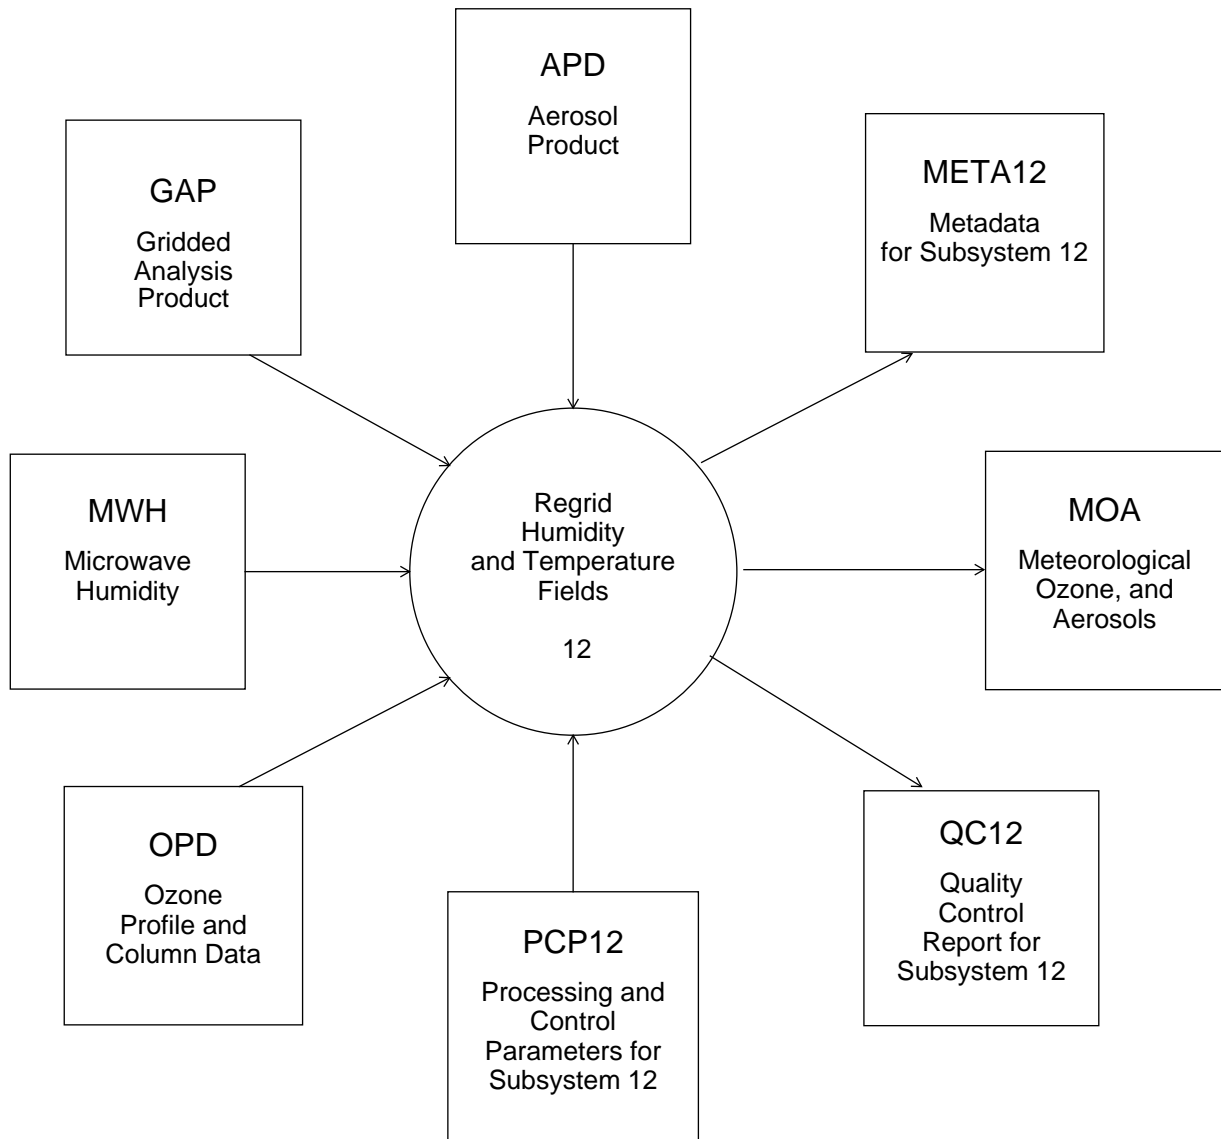 APD
Aerosol
Product
GAP
Gridded
Analysis
Product
META12
Metadata
for Subsystem 12
MWH
Microwave
Humidity
Regrid
Humidity
and Temperature
Fields
12
MOA
Meteorological
Ozone, and
Aerosols
OPD
Ozone
Profile and
Column Data
PCP12
Processing and
Control
Parameters for
Subsystem 12
QC12
Quality
Control
Report for
Subsystem 12